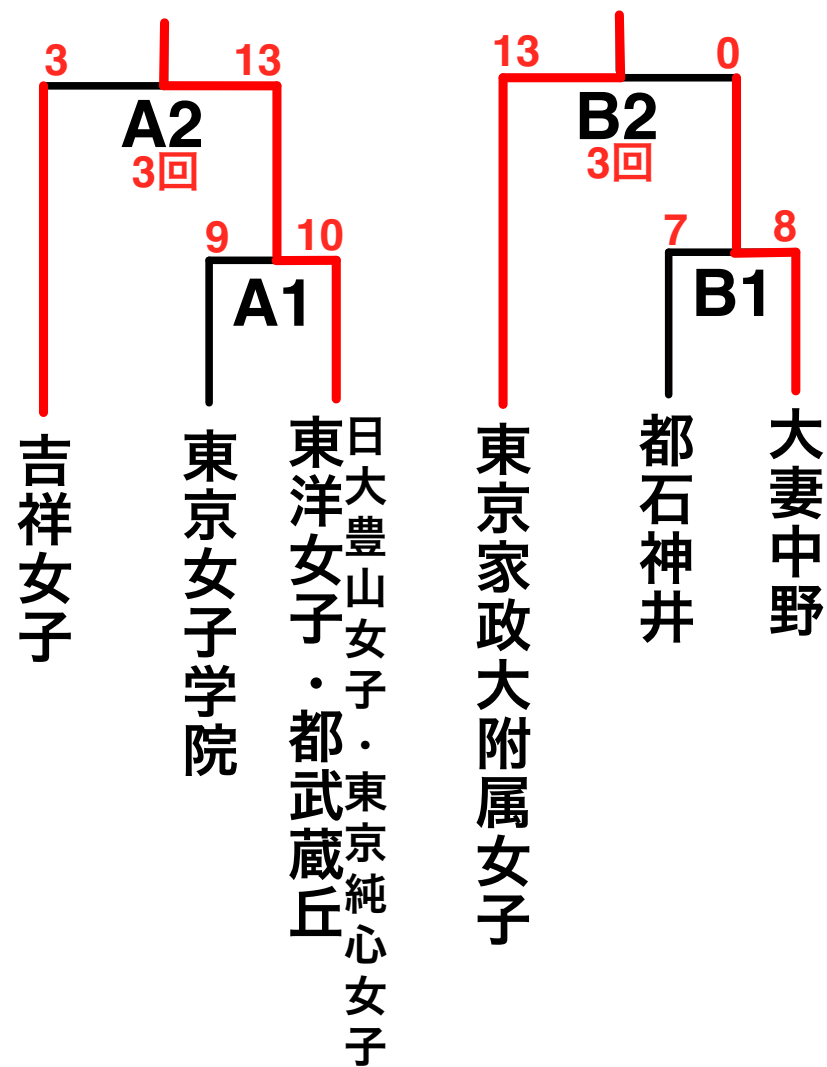 3
13
A2
3回
9
10
A1
吉祥女子
東京女子学院
東洋女子・都武蔵丘
日大豊山女子・東京純心女子
13
0
B2
3回
7
8
B1
東京家政大附属女子
都石神井
大妻中野